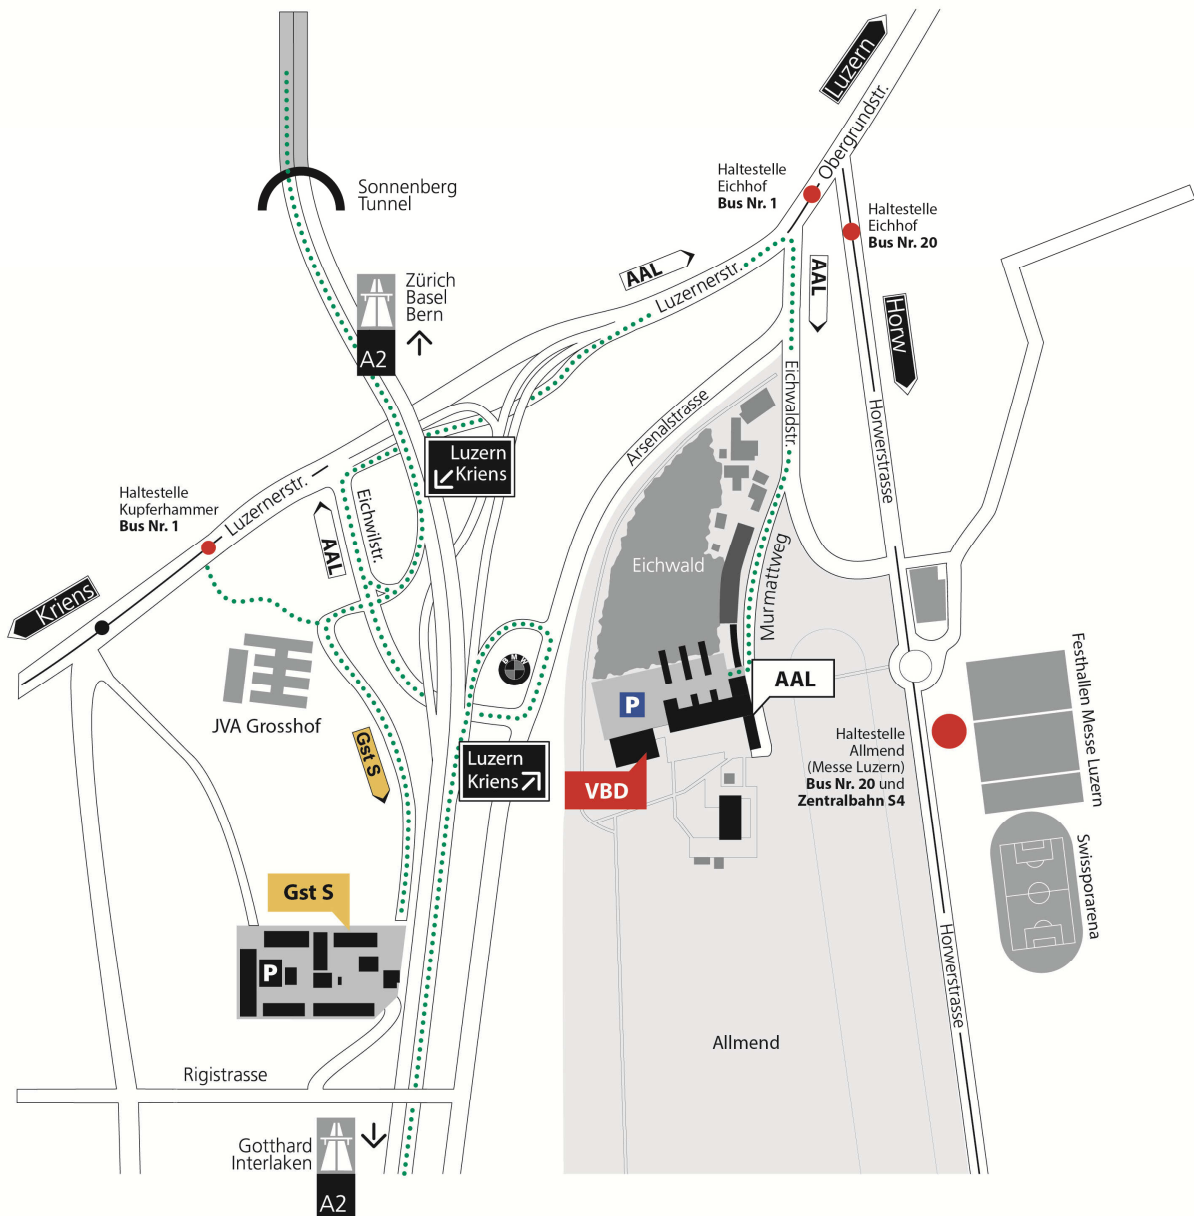 Luzern
Obergrundstr.
Haltestelle
Eichhof
Bus Nr. 1
Sonnenberg
Tunnel
Haltestelle
Eichhof
Bus Nr. 20
AAL
AAL
Luzernerstr.
Zürich
Basel
Bern
A2
Horw
Eichwaldstr.
Arsenalstrasse
Horwerstrasse
Luzern
Kriens
Haltestelle
Kupferhammer
Bus Nr. 1
Luzernerstr.
Eichwilstr.
AAL
Eichwald
Murmattweg
Kriens
BMW
JVA Grosshof
Gst S
P
AAL
Festhallen Messe Luzern
Haltestelle
Allmend
(Messe Luzern)
Bus Nr. 20 und
Zentralbahn S4
Luzern
Kriens
VBD
Swissporarena
Gst S
P
Horwerstrasse
Allmend
Rigistrasse
Gotthard
Interlaken
A2